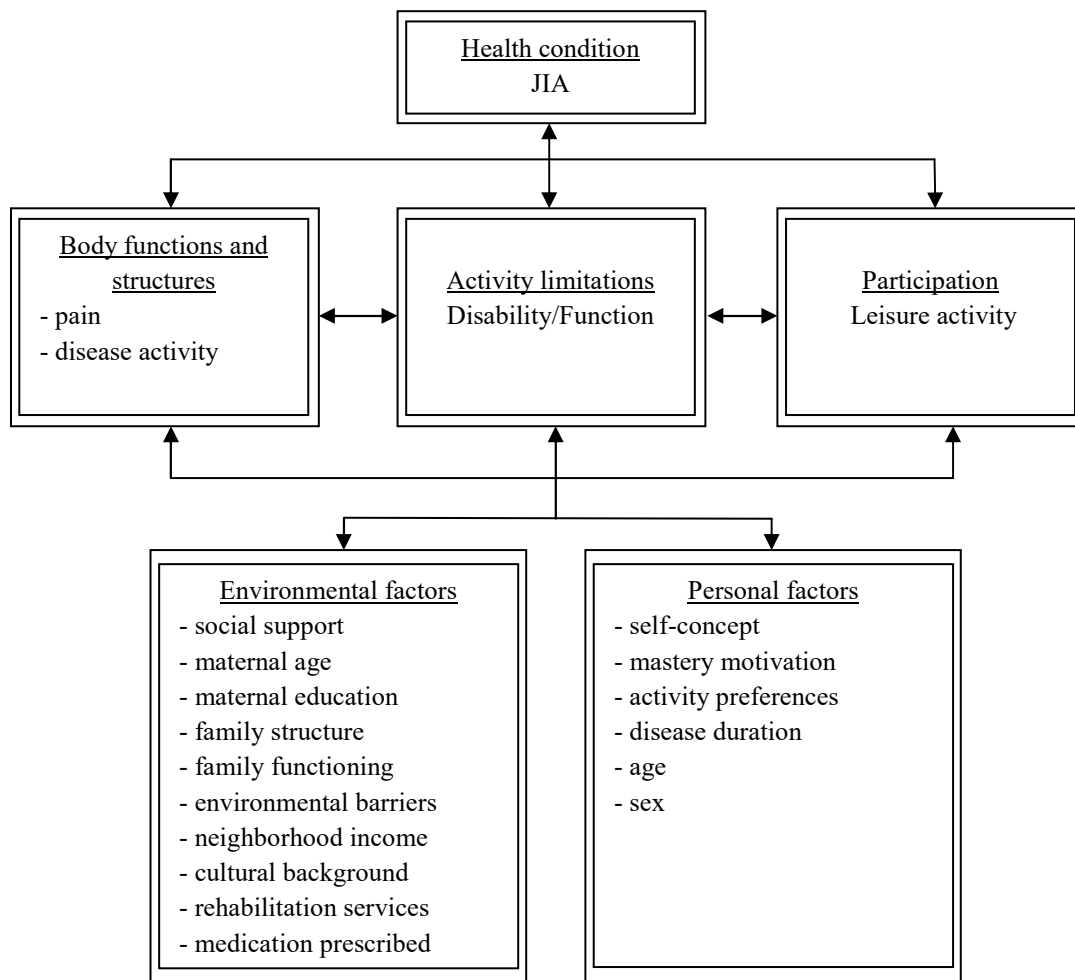 Health condition
JIA
Body functions and
structures
- pain
- disease activity
Activity limitations
Disability/Function
Participation
Leisure activity
Environmental factors
- social support
- maternal age
- maternal education
- family structure
- family functioning
- environmental barriers
- neighborhood income
- cultural background
- rehabilitation services
- medication prescribed
Personal factors
- self-concept
- mastery motivation
- activity preferences
- disease duration
- age
- sex